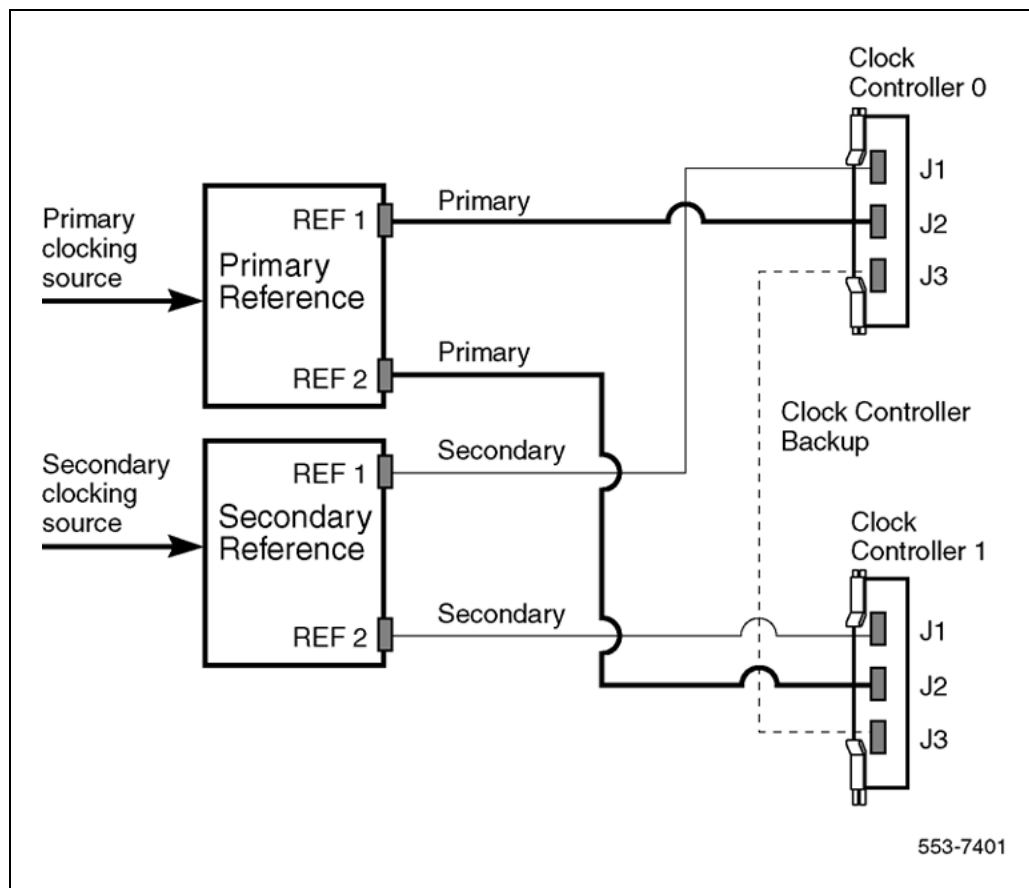 Clock
Controller 0
J1
J2
J3
Primary
clocking
source
REF 1
Primary
Reference
REF 2
Primary
Primary
Secondary
clocking
source
REF 1
Secondary
Reference
REF 2
Secondary
Secondary
Clock Controller
Backup
Clock
Controller 1
J1
J2
J3
553-7401